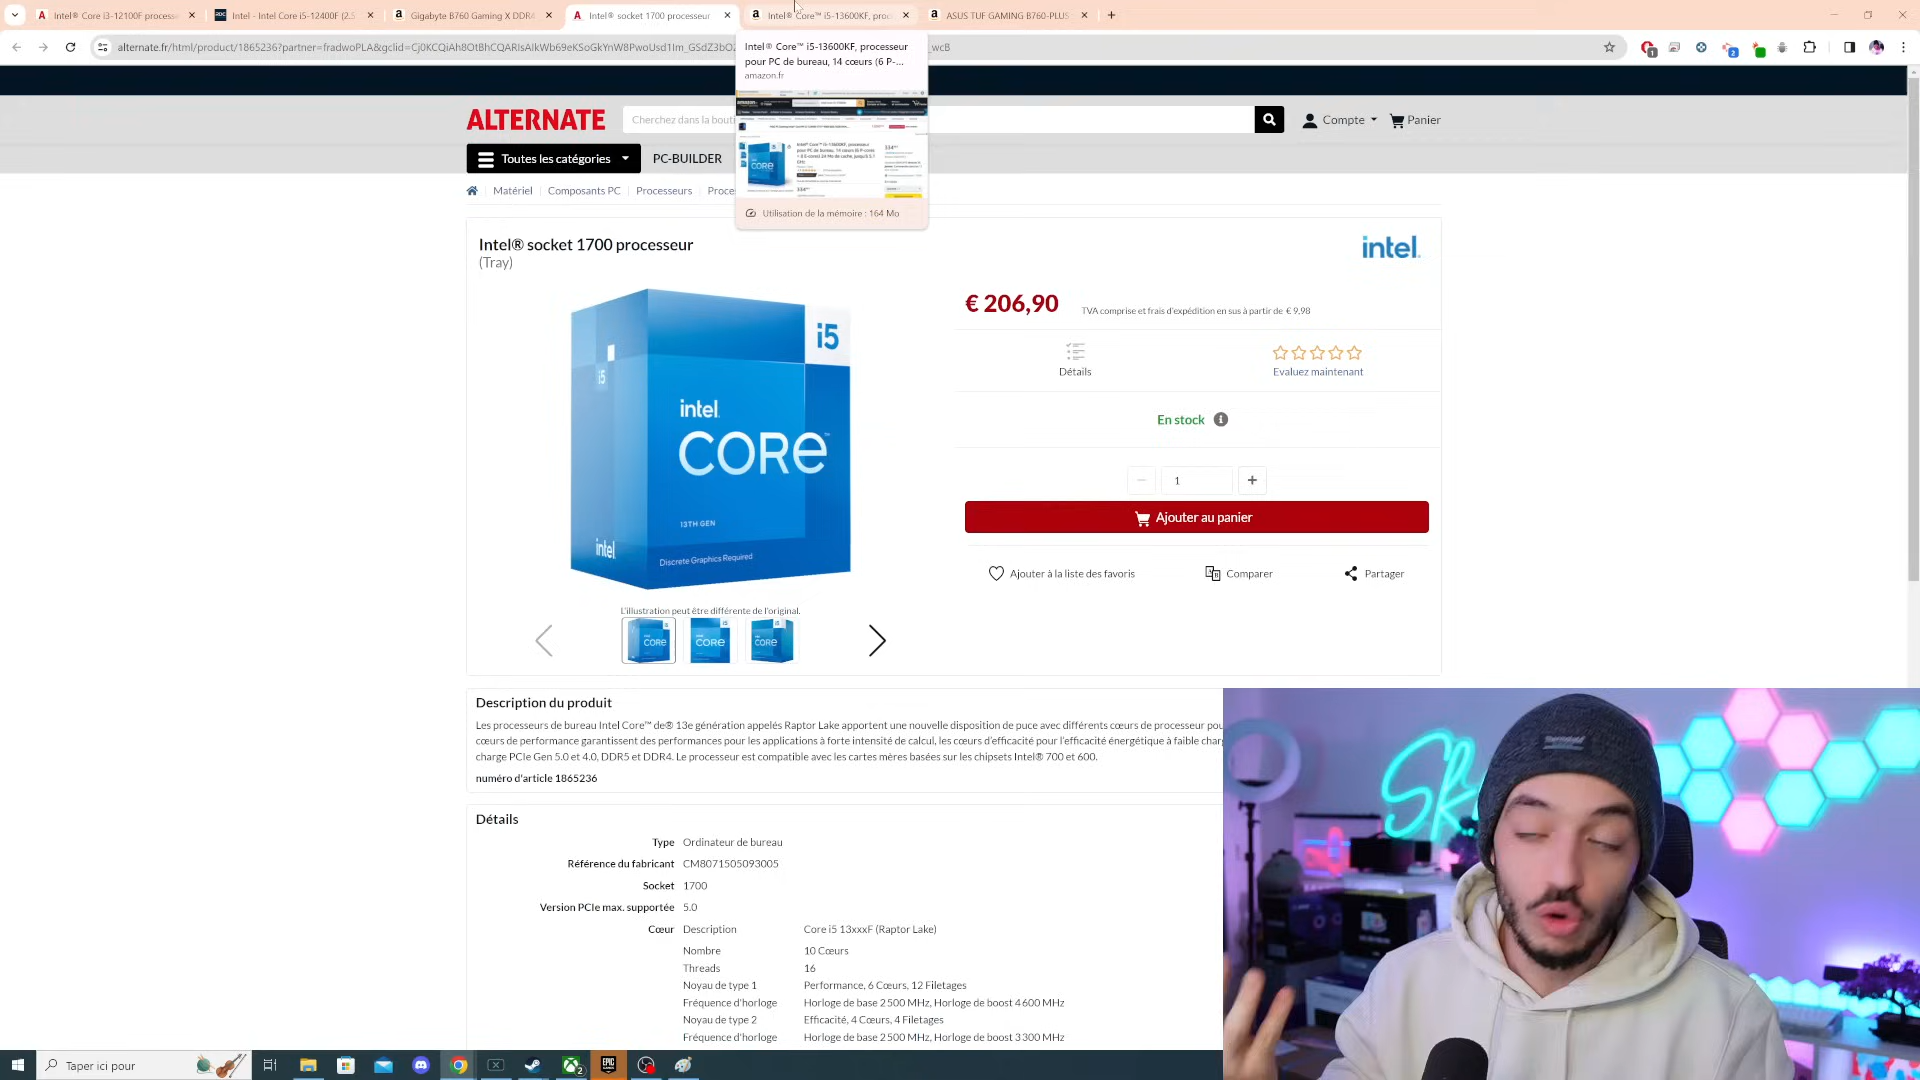 Intel® Core i3-12100F process
Intel - Intel Core i5-12400F (2.5
Gigabyte B760 Gaming X DDR4
Intel® socket 1700 processeur
Intel® Core™ i5-13600KF, proc
ASUS TUF GAMING B760-PLUS
alternate.fr/html/product/1865236?partner=fradwoPLA&gclid=Cj0KCQiAh8OtBhCQARIsAIkWb69eKSoGkYnW8PwoUsd1Im_GSdZ3bO
_wcB
Intel® Core™ i5-13600KF, processeur
pour PC de bureau, 14 cœurs (6 P-...
amazon.fr
Utilisation de la mémoire : 164 Mo
ALTERNATE
Cherchez dans la bouti
Compte
Panier
Toutes les catégories
PC-BUILDER
Matériel
Composants PC
Processeurs
Proce
Intel® socket 1700 processeur
(Tray)
intel.
€ 206,90
TVA comprise et frais d'expédition en sus à partir de € 9,98
Détails
Evaluez maintenant
En stock
1
Ajouter au panier
Ajouter à la liste des favoris
Comparer
Partager
i5
i5
intel.
CORE™
13TH GEN
intel.
Discrete Graphics Required
L'illustration peut être différente de l'original.
Description du produit
Les processeurs de bureau Intel Core™ de® 13e génération appelés Raptor Lake apportent une nouvelle disposition de puce avec différents cœurs de processeur pou
cœurs de performance garantissent des performances pour les applications à forte intensité de calcul, les cœurs d'efficacité pour l'efficacité énergétique à faible charg
charge PCIe Gen 5.0 et 4.0, DDR5 et DDR4. Le processeur est compatible avec les cartes mères basées sur les chipsets Intel® 700 et 600.
numéro d'article 1865236
Détails
Type Ordinateur de bureau
Référence du fabricant CM8071505093005
Socket 1700
Version PCIe max. supportée 5.0
Cœur Description Core i5 13xxxF (Raptor Lake)
Nombre 10 Cœurs
Threads 16
Noyau de type 1 Performance, 6 Cœurs, 12 Filetages
Fréquence d'horloge Horloge de base 2 500 MHz, Horloge de boost 4 600 MHz
Noyau de type 2 Efficacité, 4 Cœurs, 4 Filetages
Fréquence d'horloge Horloge de base 2 500 MHz, Horloge de boost 3 300 MHz
Sk
Taper ici pour
EPIC